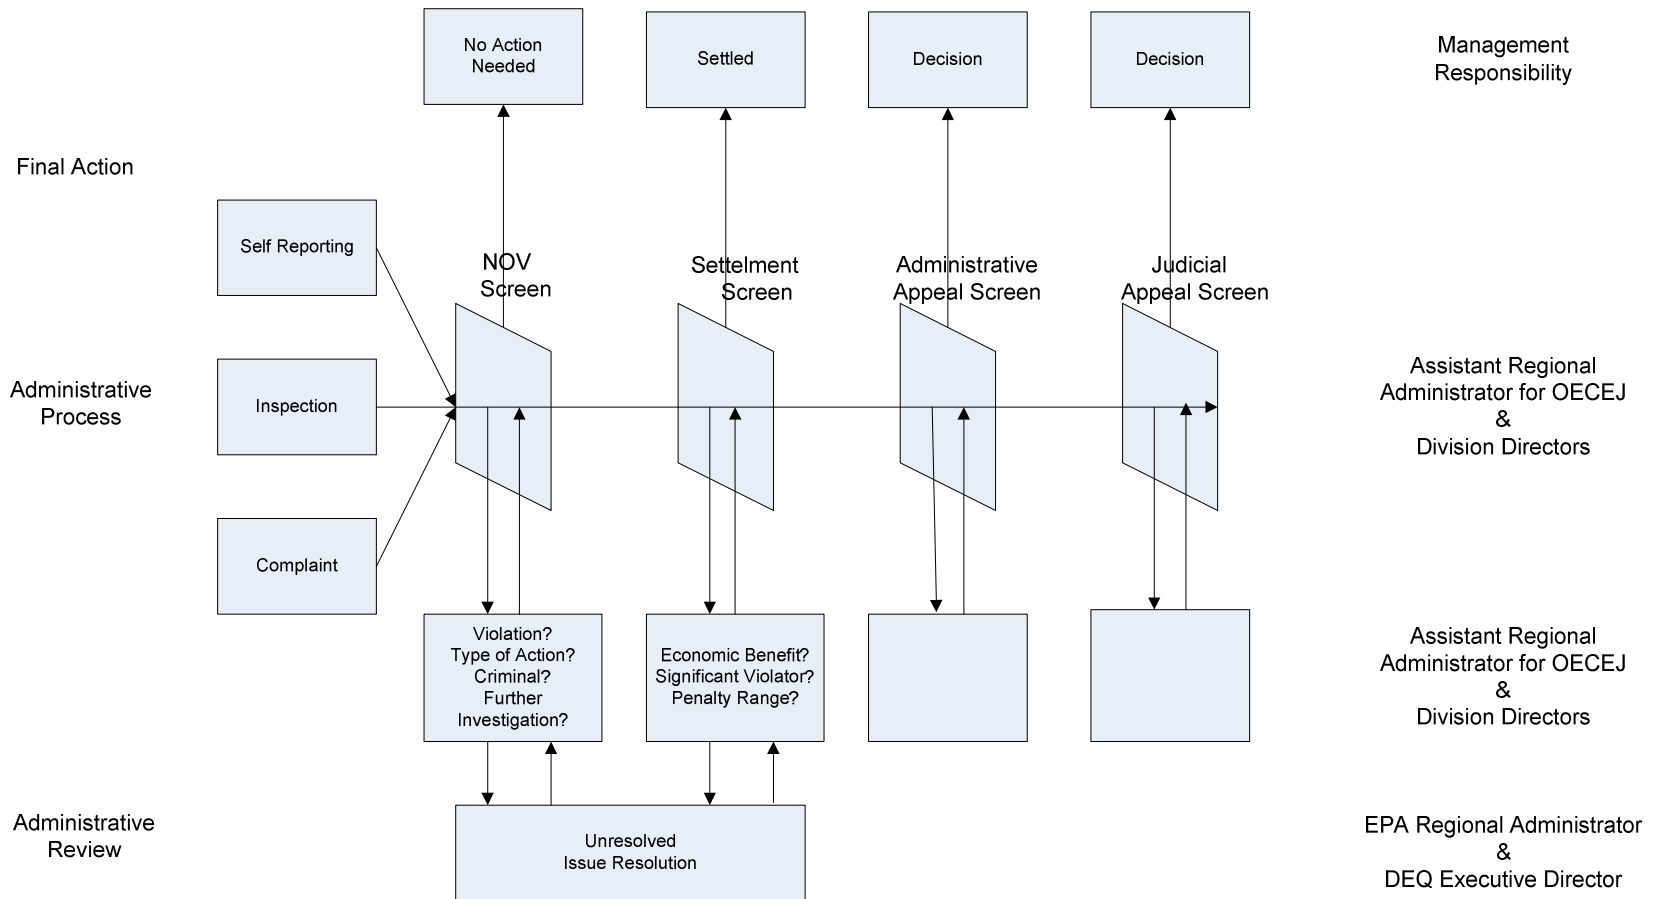 No Action
Needed
Settled
Decision
Decision
Management
Responsibility
Final Action
Self Reporting
NOV
Screen
Settelment
Screen
Administrative
Appeal Screen
Judicial
Appeal Screen
Administrative
Process
Inspection
Assistant Regional
Administrator for OECEJ
&
Division Directors
Complaint
Violation?
Type of Action?
Criminal?
Further
Investigation?
Economic Benefit?
Significant Violator?
Penalty Range?
Assistant Regional
Administrator for OECEJ
&
Division Directors
Administrative
Review
Unresolved
Issue Resolution
EPA Regional Administrator
&
DEQ Executive Director